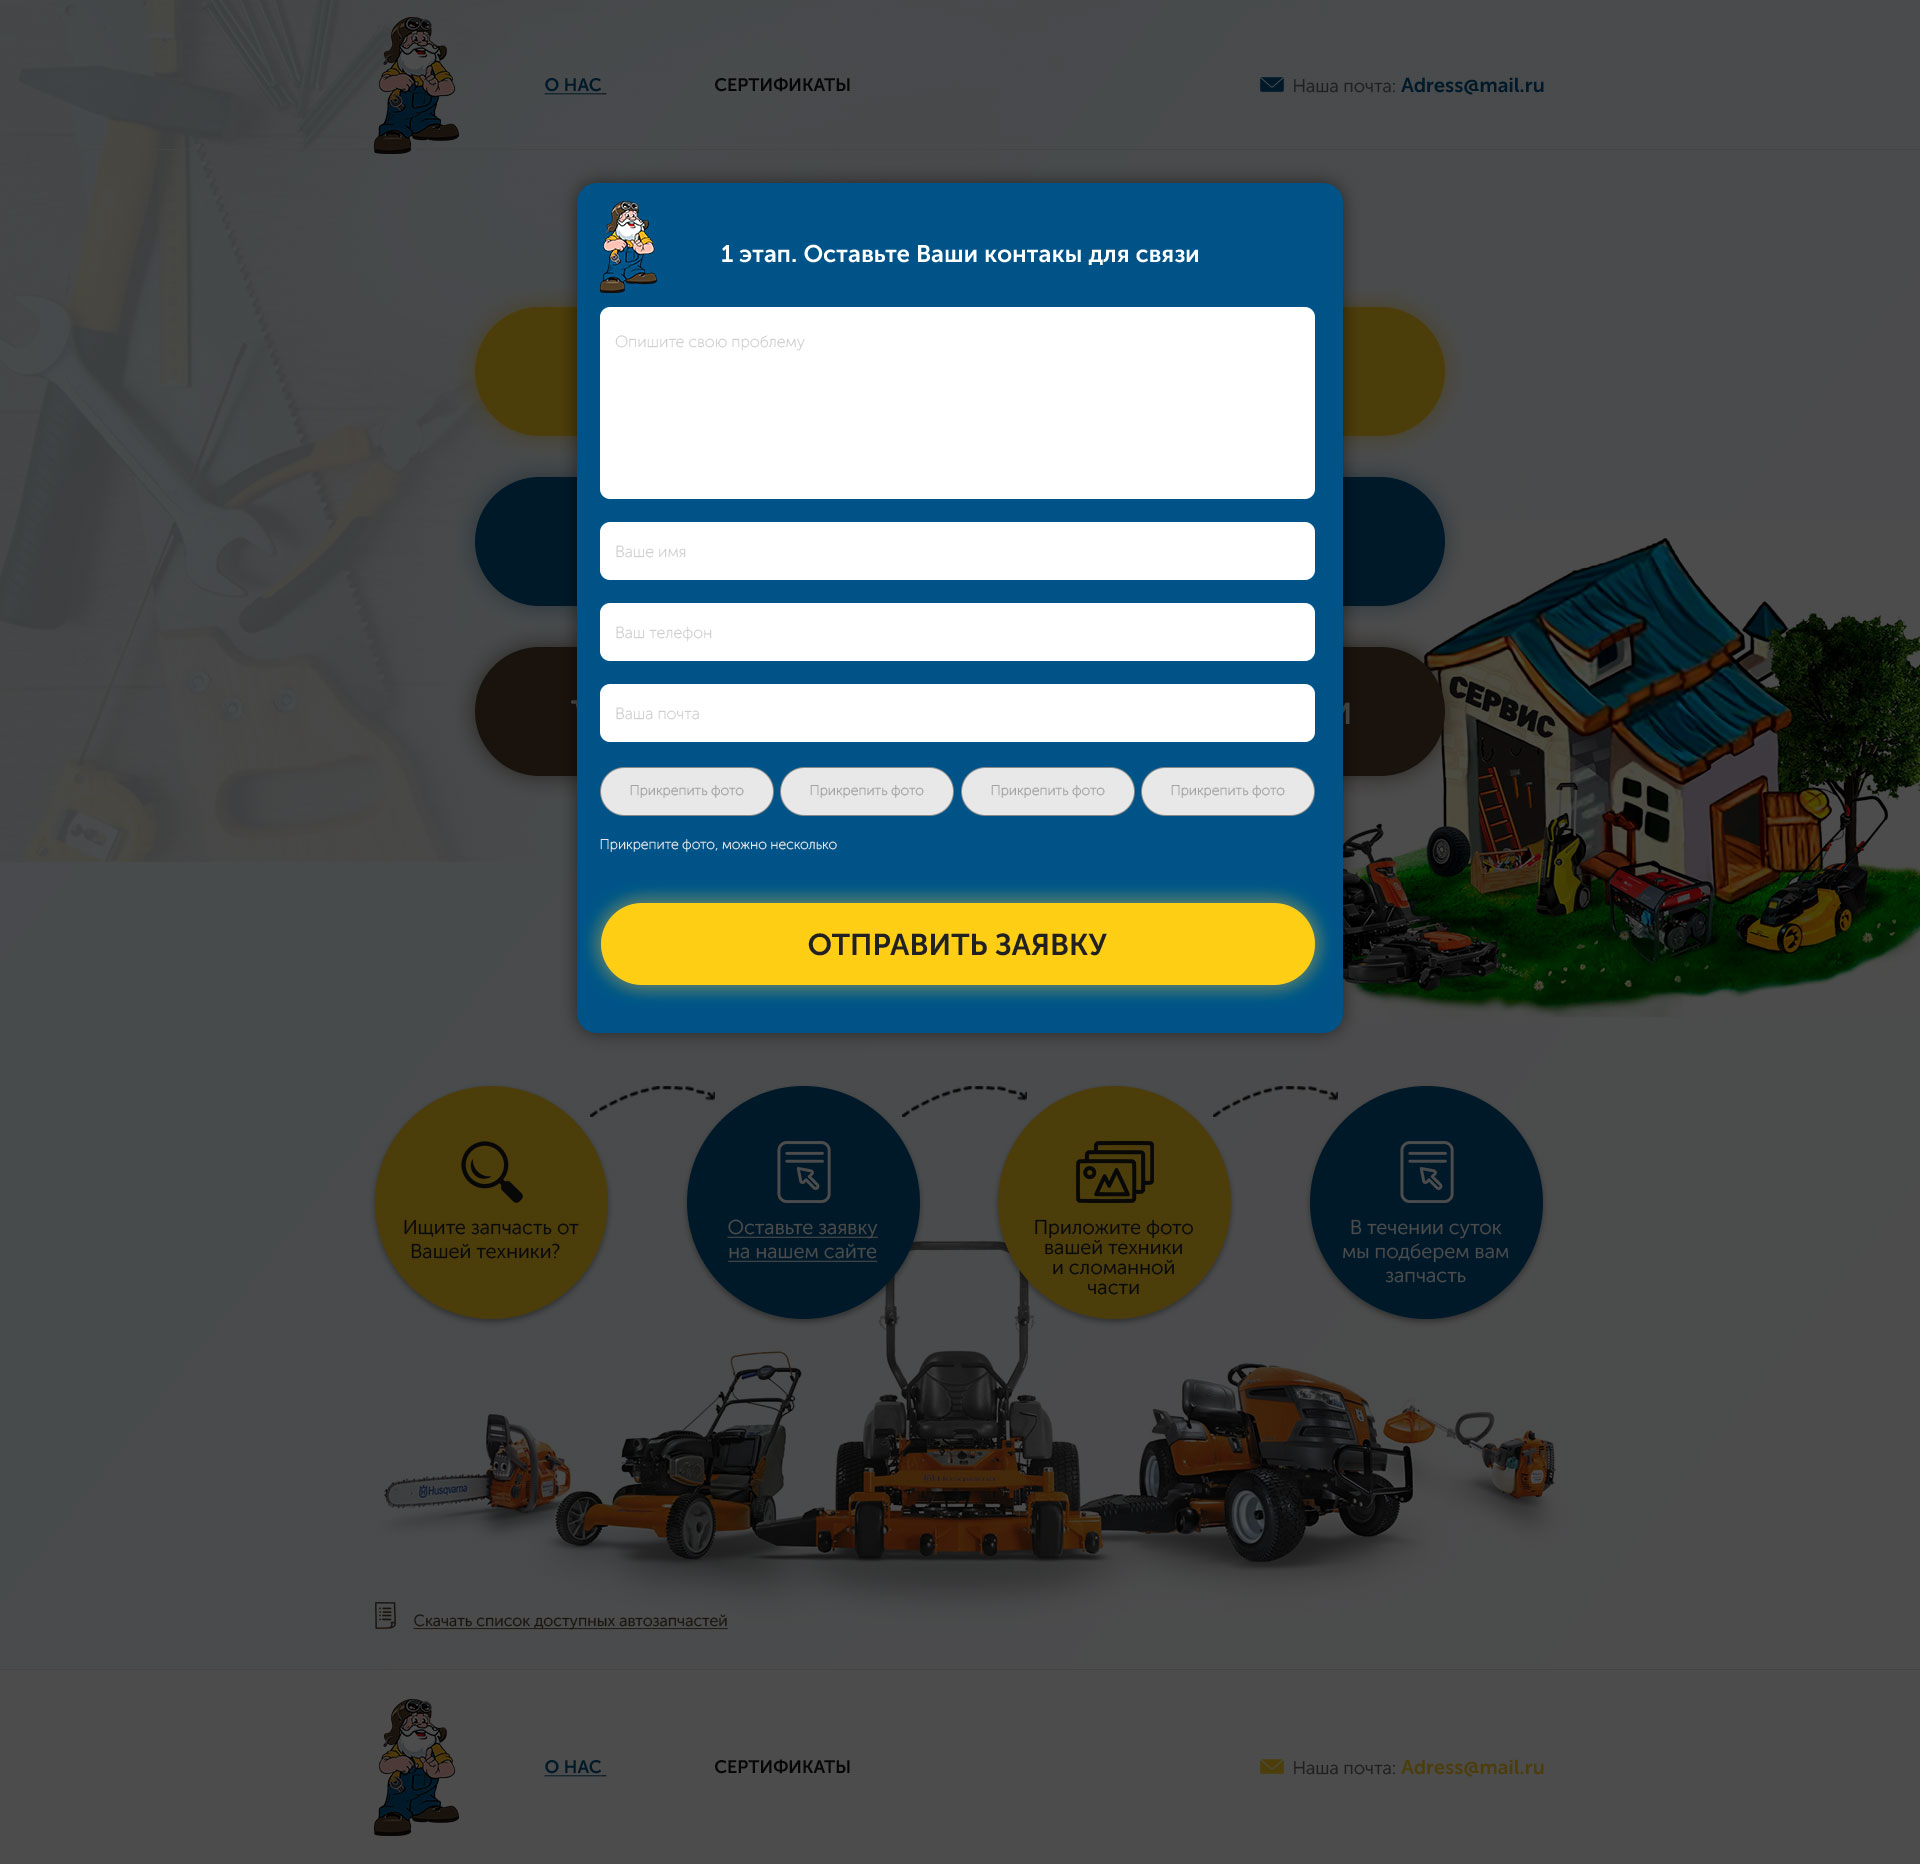 О НАС
СЕРТИФИКАТЫ
Наша почта: Adress@mail.ru
1 этап. Оставьте Ваши контакы для связи
Опишите свою проблему
Ваше имя
Ваш телефон
Ваша почта
Прикрепить фото
Прикрепить фото
Прикрепить фото
Прикрепить фото
Прикрепите фото, можно несколько
ОТПРАВИТЬ ЗАЯВКУ
СЕРВИС
Ищите запчасть от
Вашей техники?
Оставьте заявку
на нашем сайте
Приложите фото
вашей техники
и сломанной
части
В течении суток
мы подберем вам
запчасть
Husqvarna
Husqvarna
Скачать список доступных автозапчастей
О НАС
СЕРТИФИКАТЫ
Наша почта: Adress@mail.ru